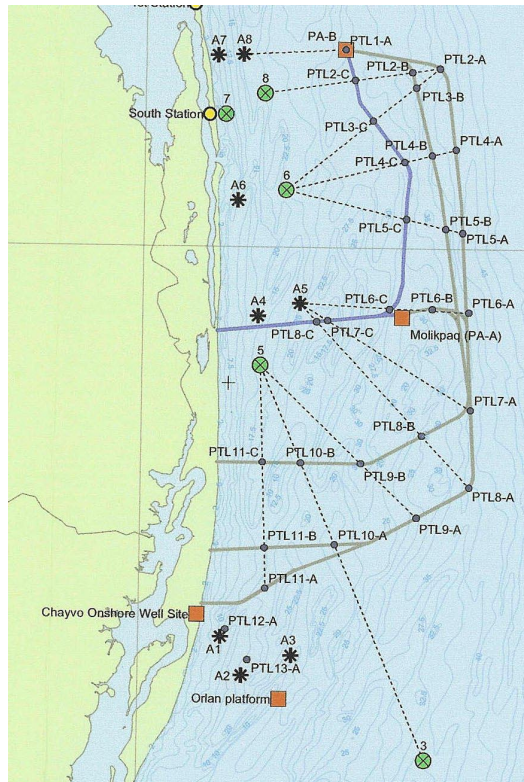 Station
A7
A8
PA-B
PTL1-A
PTL2-B
PTL2-A
8
PTL2-C
PTL3-B
South Station
7
PTL3-C
PTL4-B
PTL4-A
PTL4-C
6
A6
PTL5-C
PTL5-B
PTL5-A
A5
A4
PTL6-C
PTL6-B
PTL6-A
PTL8-C
PTL7-C
Molikpaq (PA-A)
5
PTL7-A
PTL8-B
PTL11-C
PTL10-B
PTL9-B
PTL8-A
PTL9-A
PTL11-B
PTL10-A
PTL11-A
Chayvo Onshore Well Site
PTL12-A
A1
A3
PTL13-A
A2
Orlan platform
3